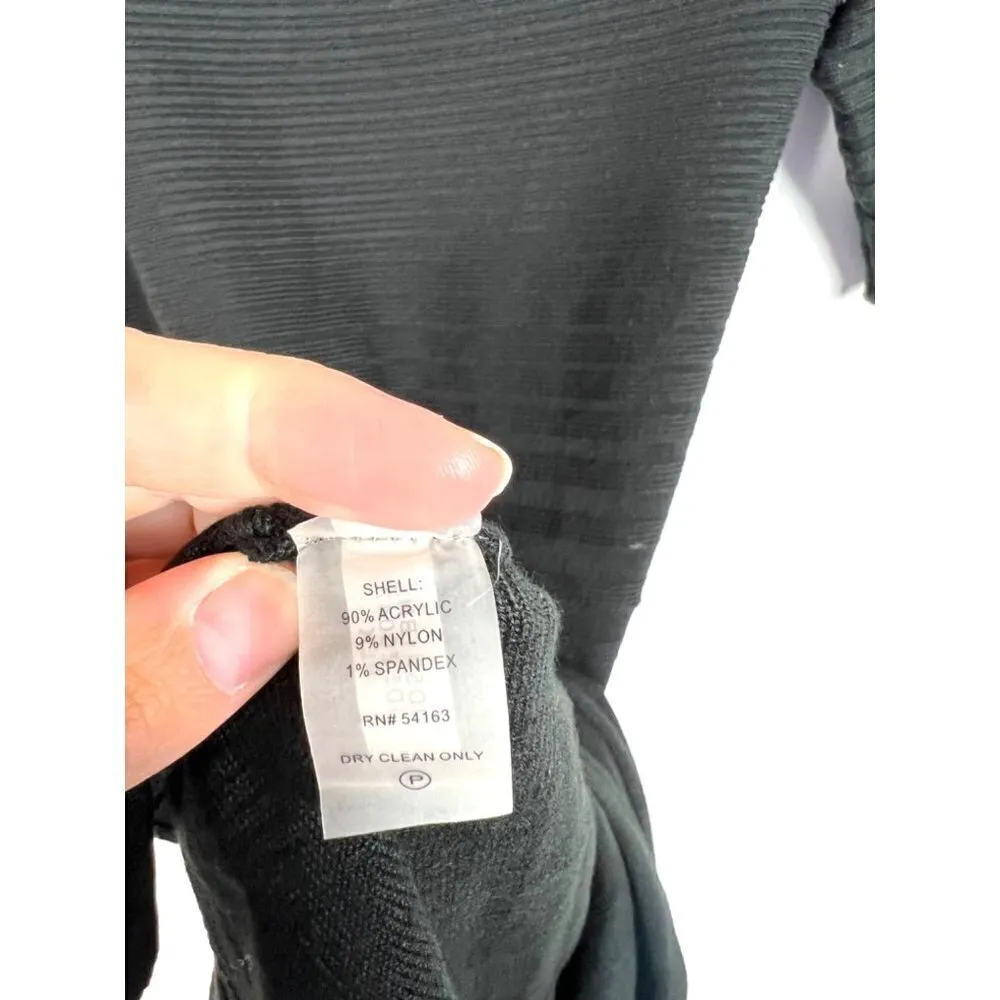 SHELL:
90% ACRYLIC
9% NYLON
1% SPANDEX
RN# 54163
DRY CLEAN ONLY
P